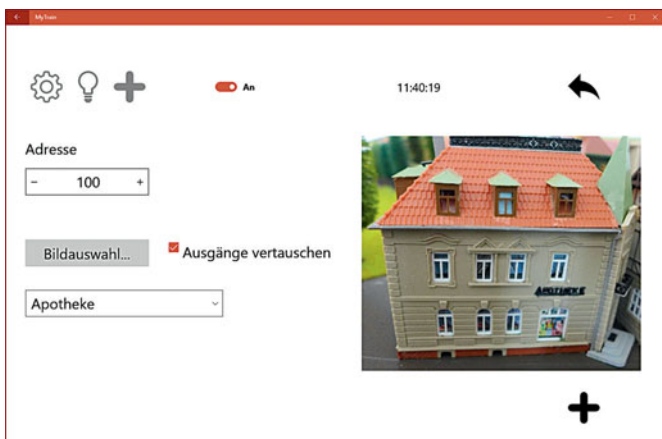 MyTrain
An
11:40:19
Adresse
- 100 +
Bildauswahl...
Ausgänge vertauschen
Apotheke
APOTHEKE